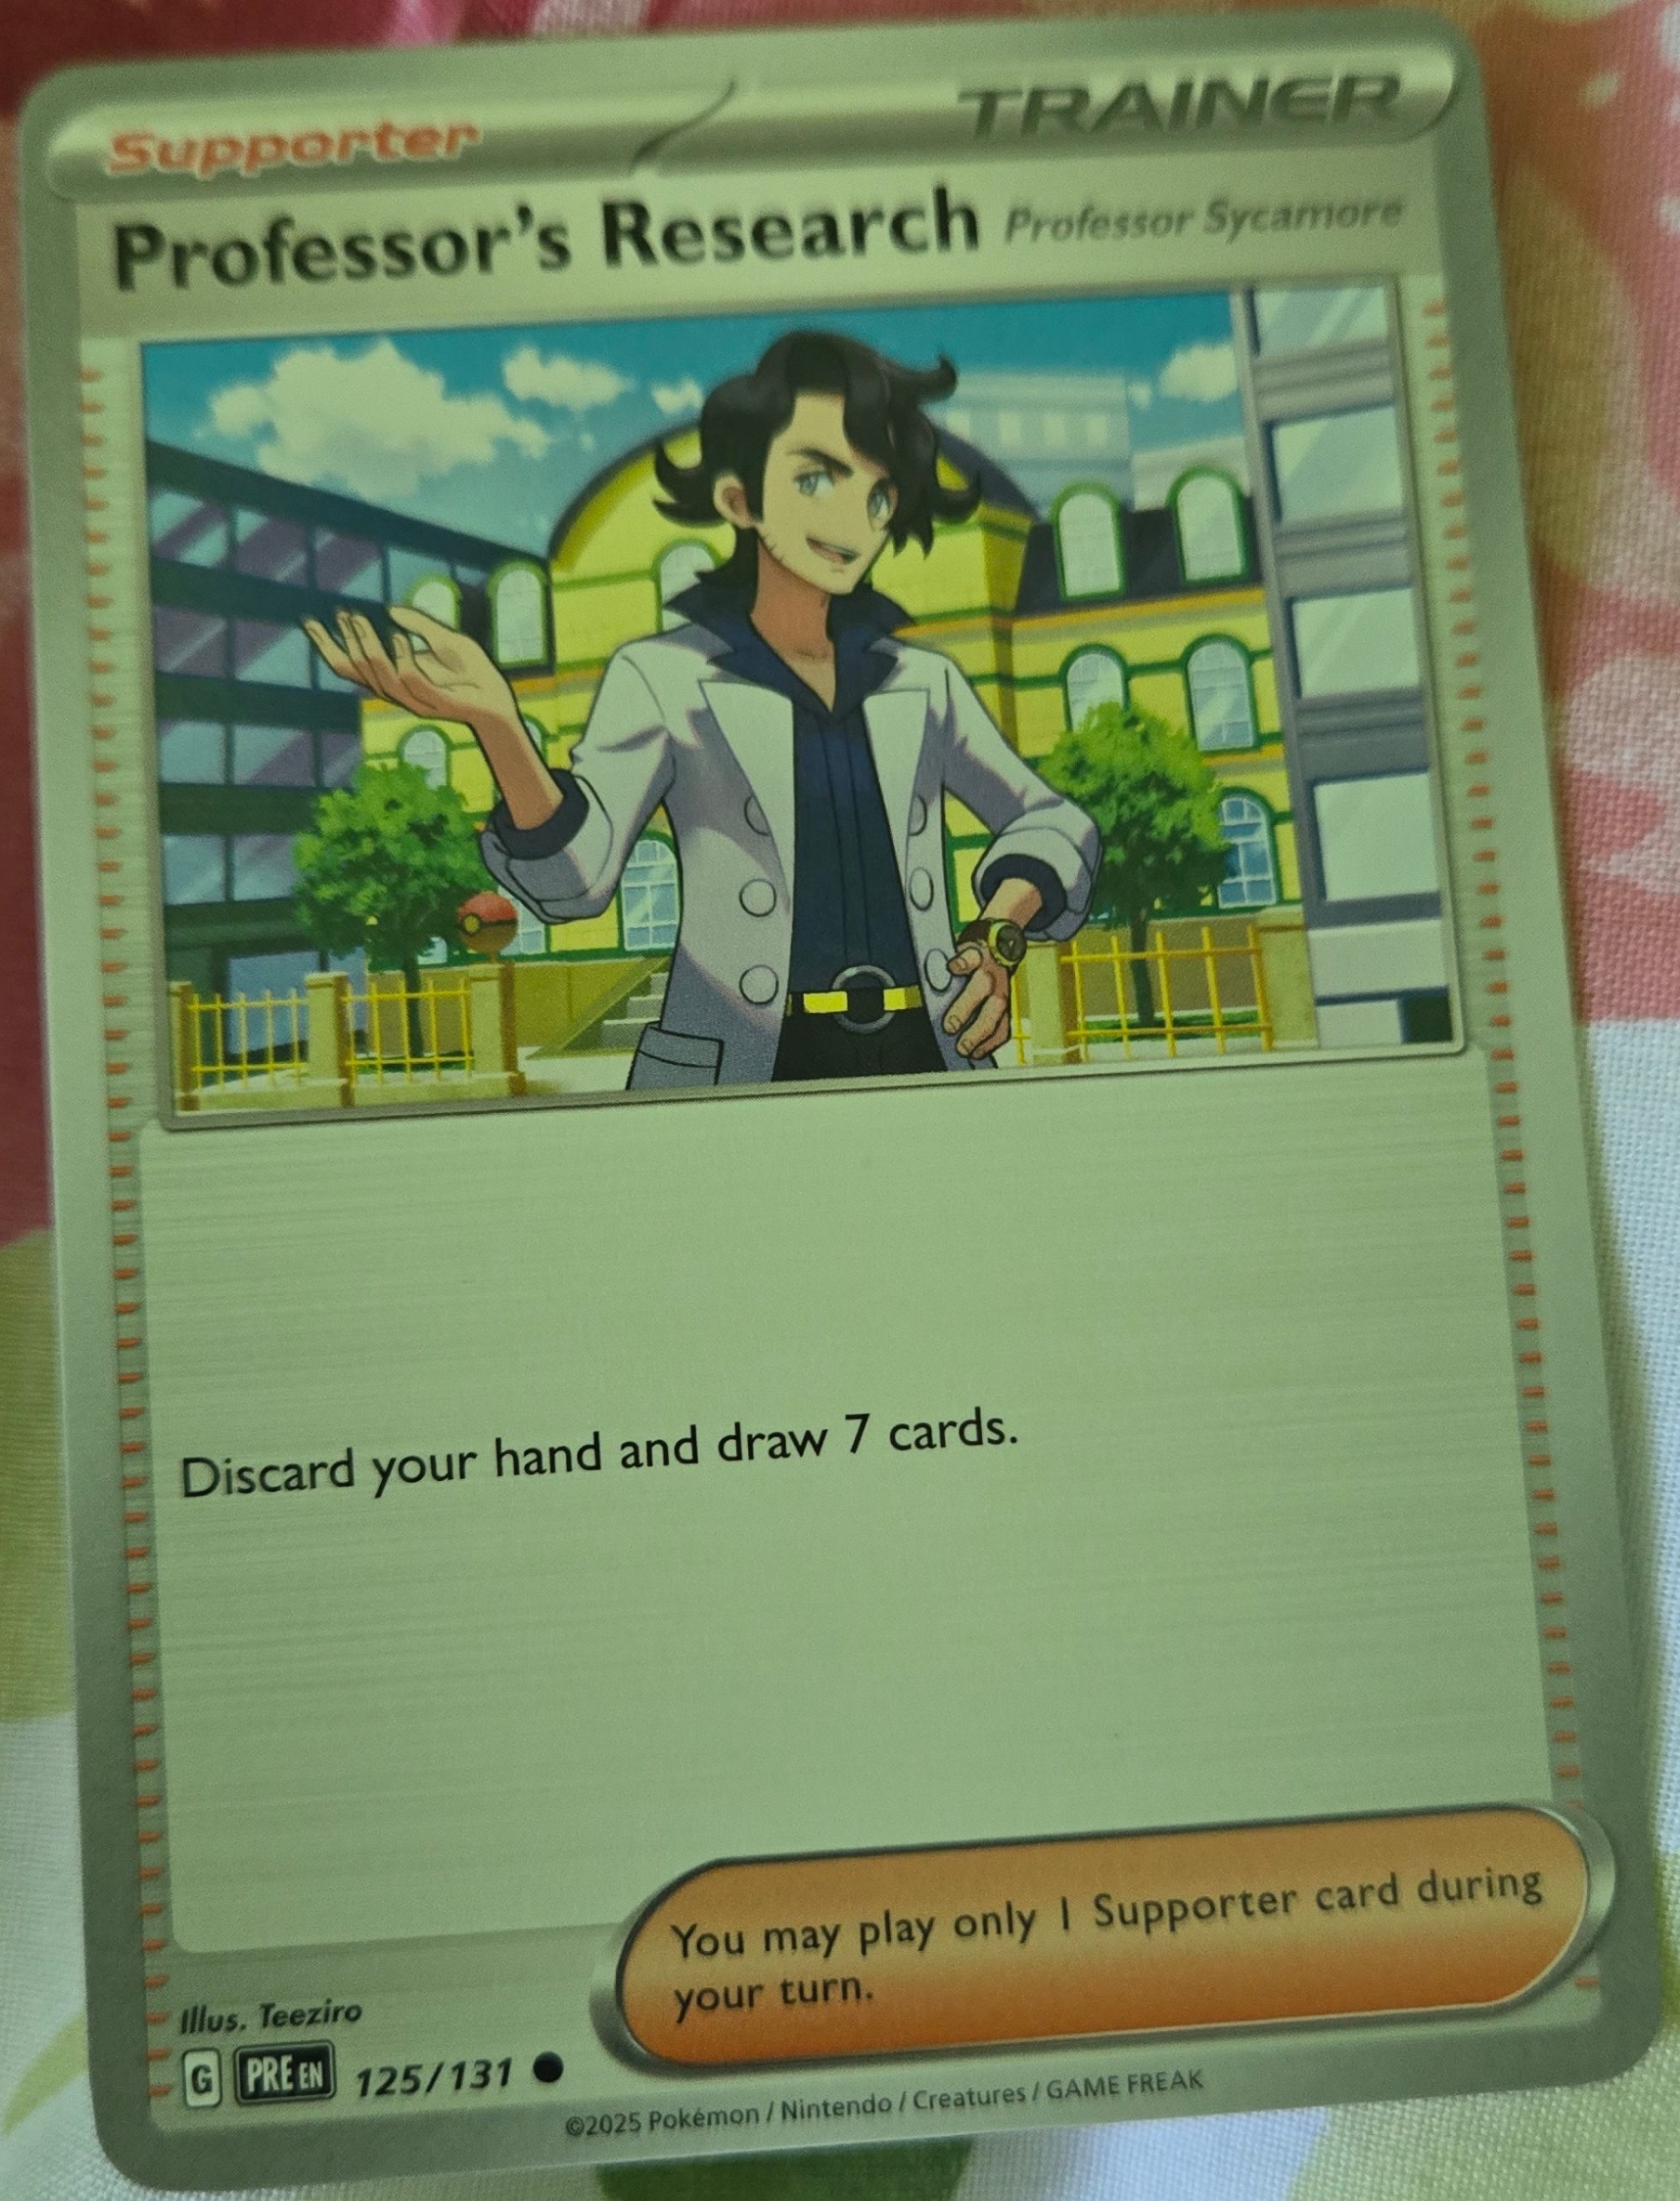 Supporter TRAINER
Professor's Research Professor Sycamore
Discard your hand and draw 7 cards.
You may play only 1 Supporter card during
your turn.
Illus. Teeziro
G PRE EN 125/131
©2025 Pokémon / Nintendo / Creatures / GAME FREAK